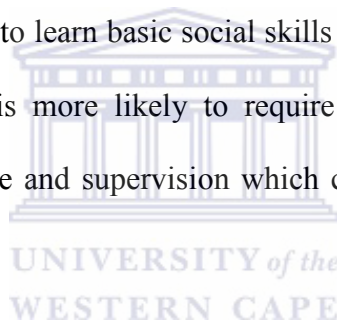 to learn basic social skills
is more likely to require
e and supervision which
UNIVERSITY of the
WESTERN CAPE